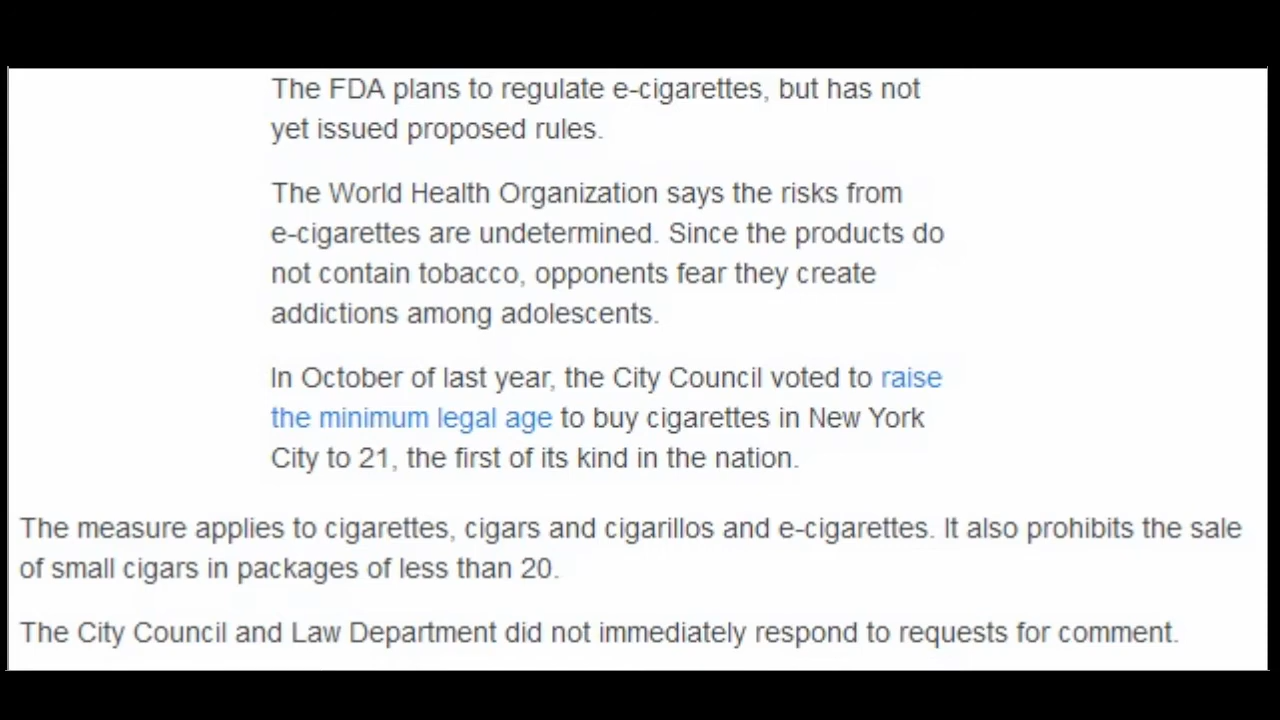 The FDA plans to regulate e-cigarettes, but has not
yet issued proposed rules.
The World Health Organization says the risks from
e-cigarettes are undetermined. Since the products do
not contain tobacco, opponents fear they create
addictions among adolescents.
In October of last year, the City Council voted to raise
the minimum legal age to buy cigarettes in New York
City to 21, the first of its kind in the nation.
The measure applies to cigarettes, cigars and cigarillos and e-cigarettes. It also prohibits the sale
of small cigars in packages of less than 20.
The City Council and Law Department did not immediately respond to requests for comment.